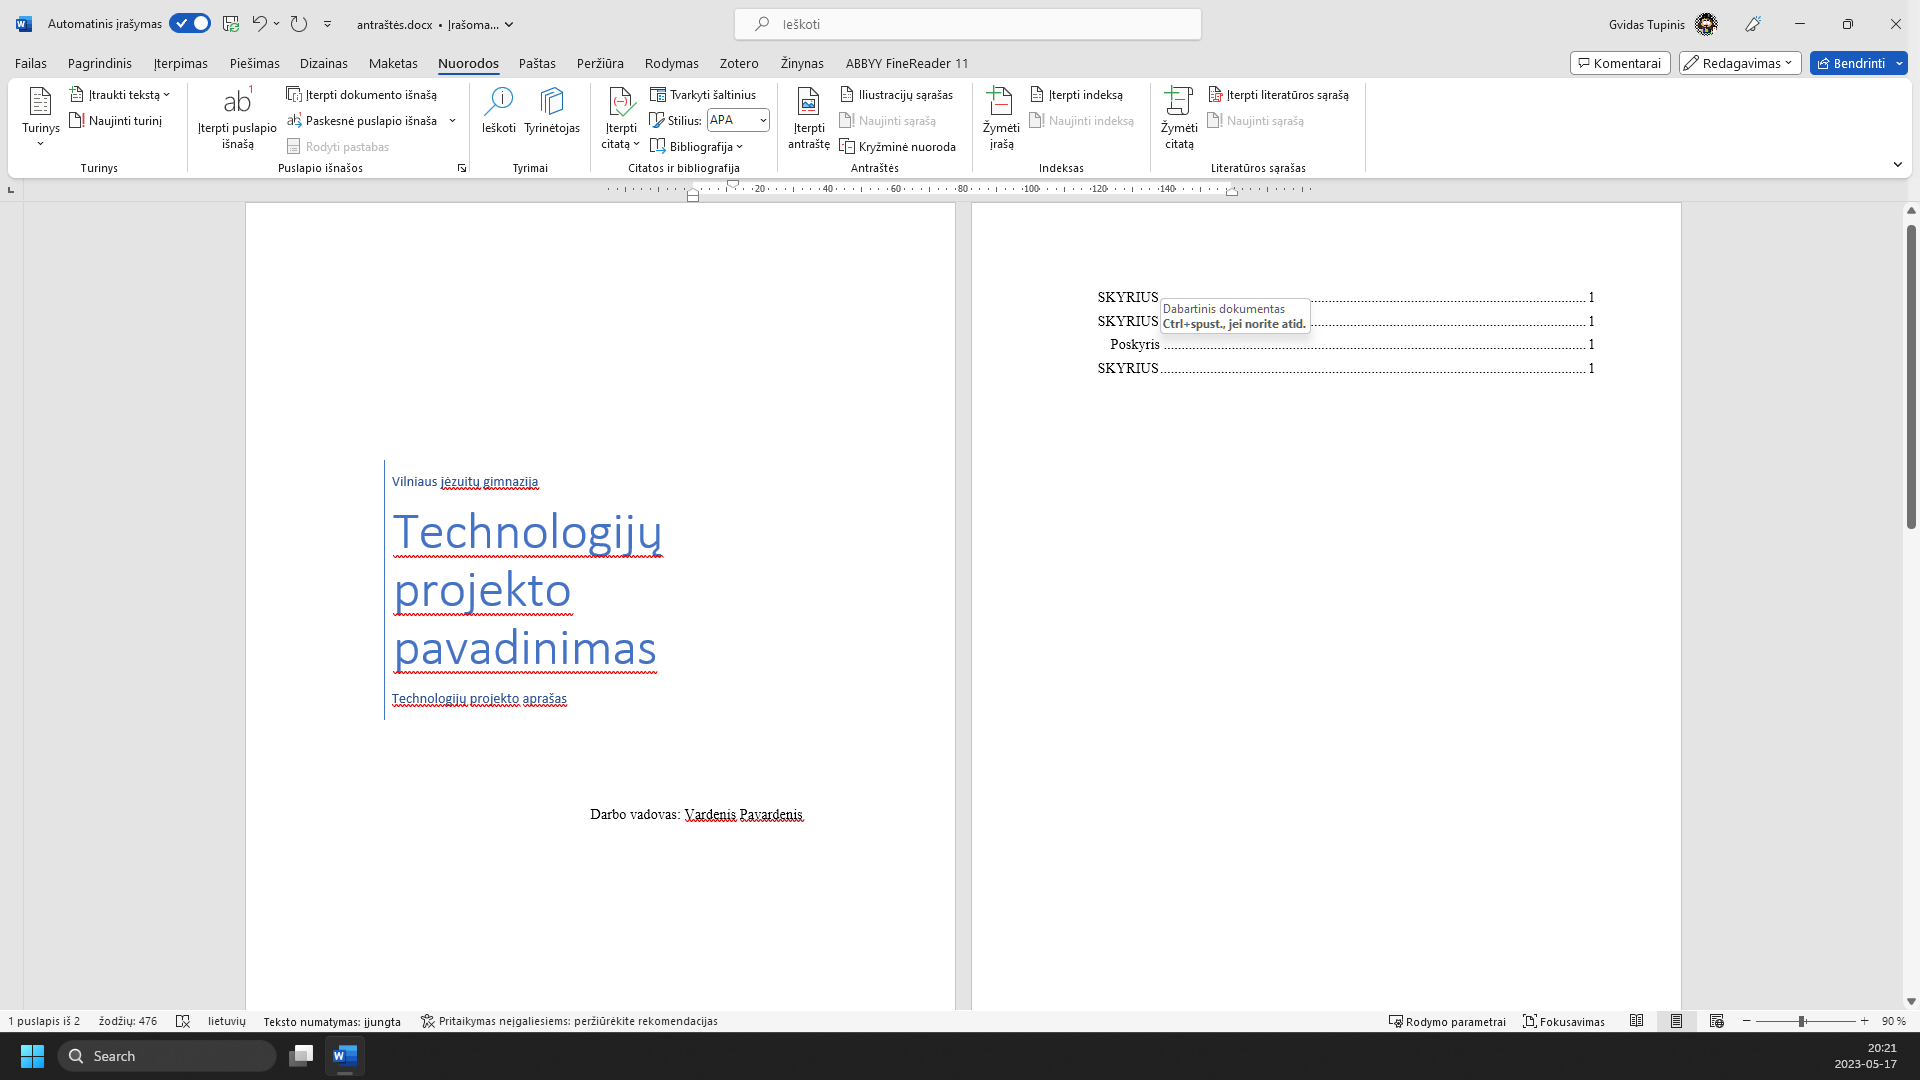 Automatinis įrašymas
antraštės.docx • Įrašoma...
Ieškoti
Gvidas Tupinis
Failas Pagrindinis Įterpimas Piešimas Dizainas Maketas Nuorodos Paštas Peržiūra Rodymas Zotero Žinynas ABBYY FineReader 11
Komentarai Redagavimas Bendrinti
Turinys
Įtraukti tekstą
Naujinti turinį
Turinys
ab 1
Įterpti puslapio
išnašą
Įterpti dokumento išnašą
Paskesnė puslapio išnaša
Rodyti pastabas
Puslapio išnašos
Ieškoti Tyrinėtojas
Tyrimai
Įterpti
citatą
Tvarkyti šaltinius
Stilius: APA
Bibliografija
Citatos ir bibliografija
Įterpti
antraštę
Iliustracijų sąrašas
Naujinti sąrašą
Kryžminė nuoroda
Antraštės
Žymėti
įrašą
Įterpti indeksą
Naujinti indeksą
Indeksas
Žymėti
citatą
Įterpti literatūros sąrašą
Naujinti sąrašą
Literatūros sąrašas
20 40 60 80 100 120 140
Vilniaus jėzuitų gimnazija
Technologijų
projekto
pavadinimas
Technologijų projekto aprašas
Darbo vadovas: Vardenis Pavardenis
SKYRIUS 1
Dabartinis dokumentas
Ctrl+spust., jei norite atid.
SKYRIUS 1
Poskyris 1
SKYRIUS 1
1 puslapis iš 2 žodžių: 476 lietuvių Teksto numatymas: įjungta Pritaikymas neįgaliesiems: peržiūrėkite rekomendacijas
Rodymo parametrai Fokusavimas 90 %
Search
20:21
2023-05-17